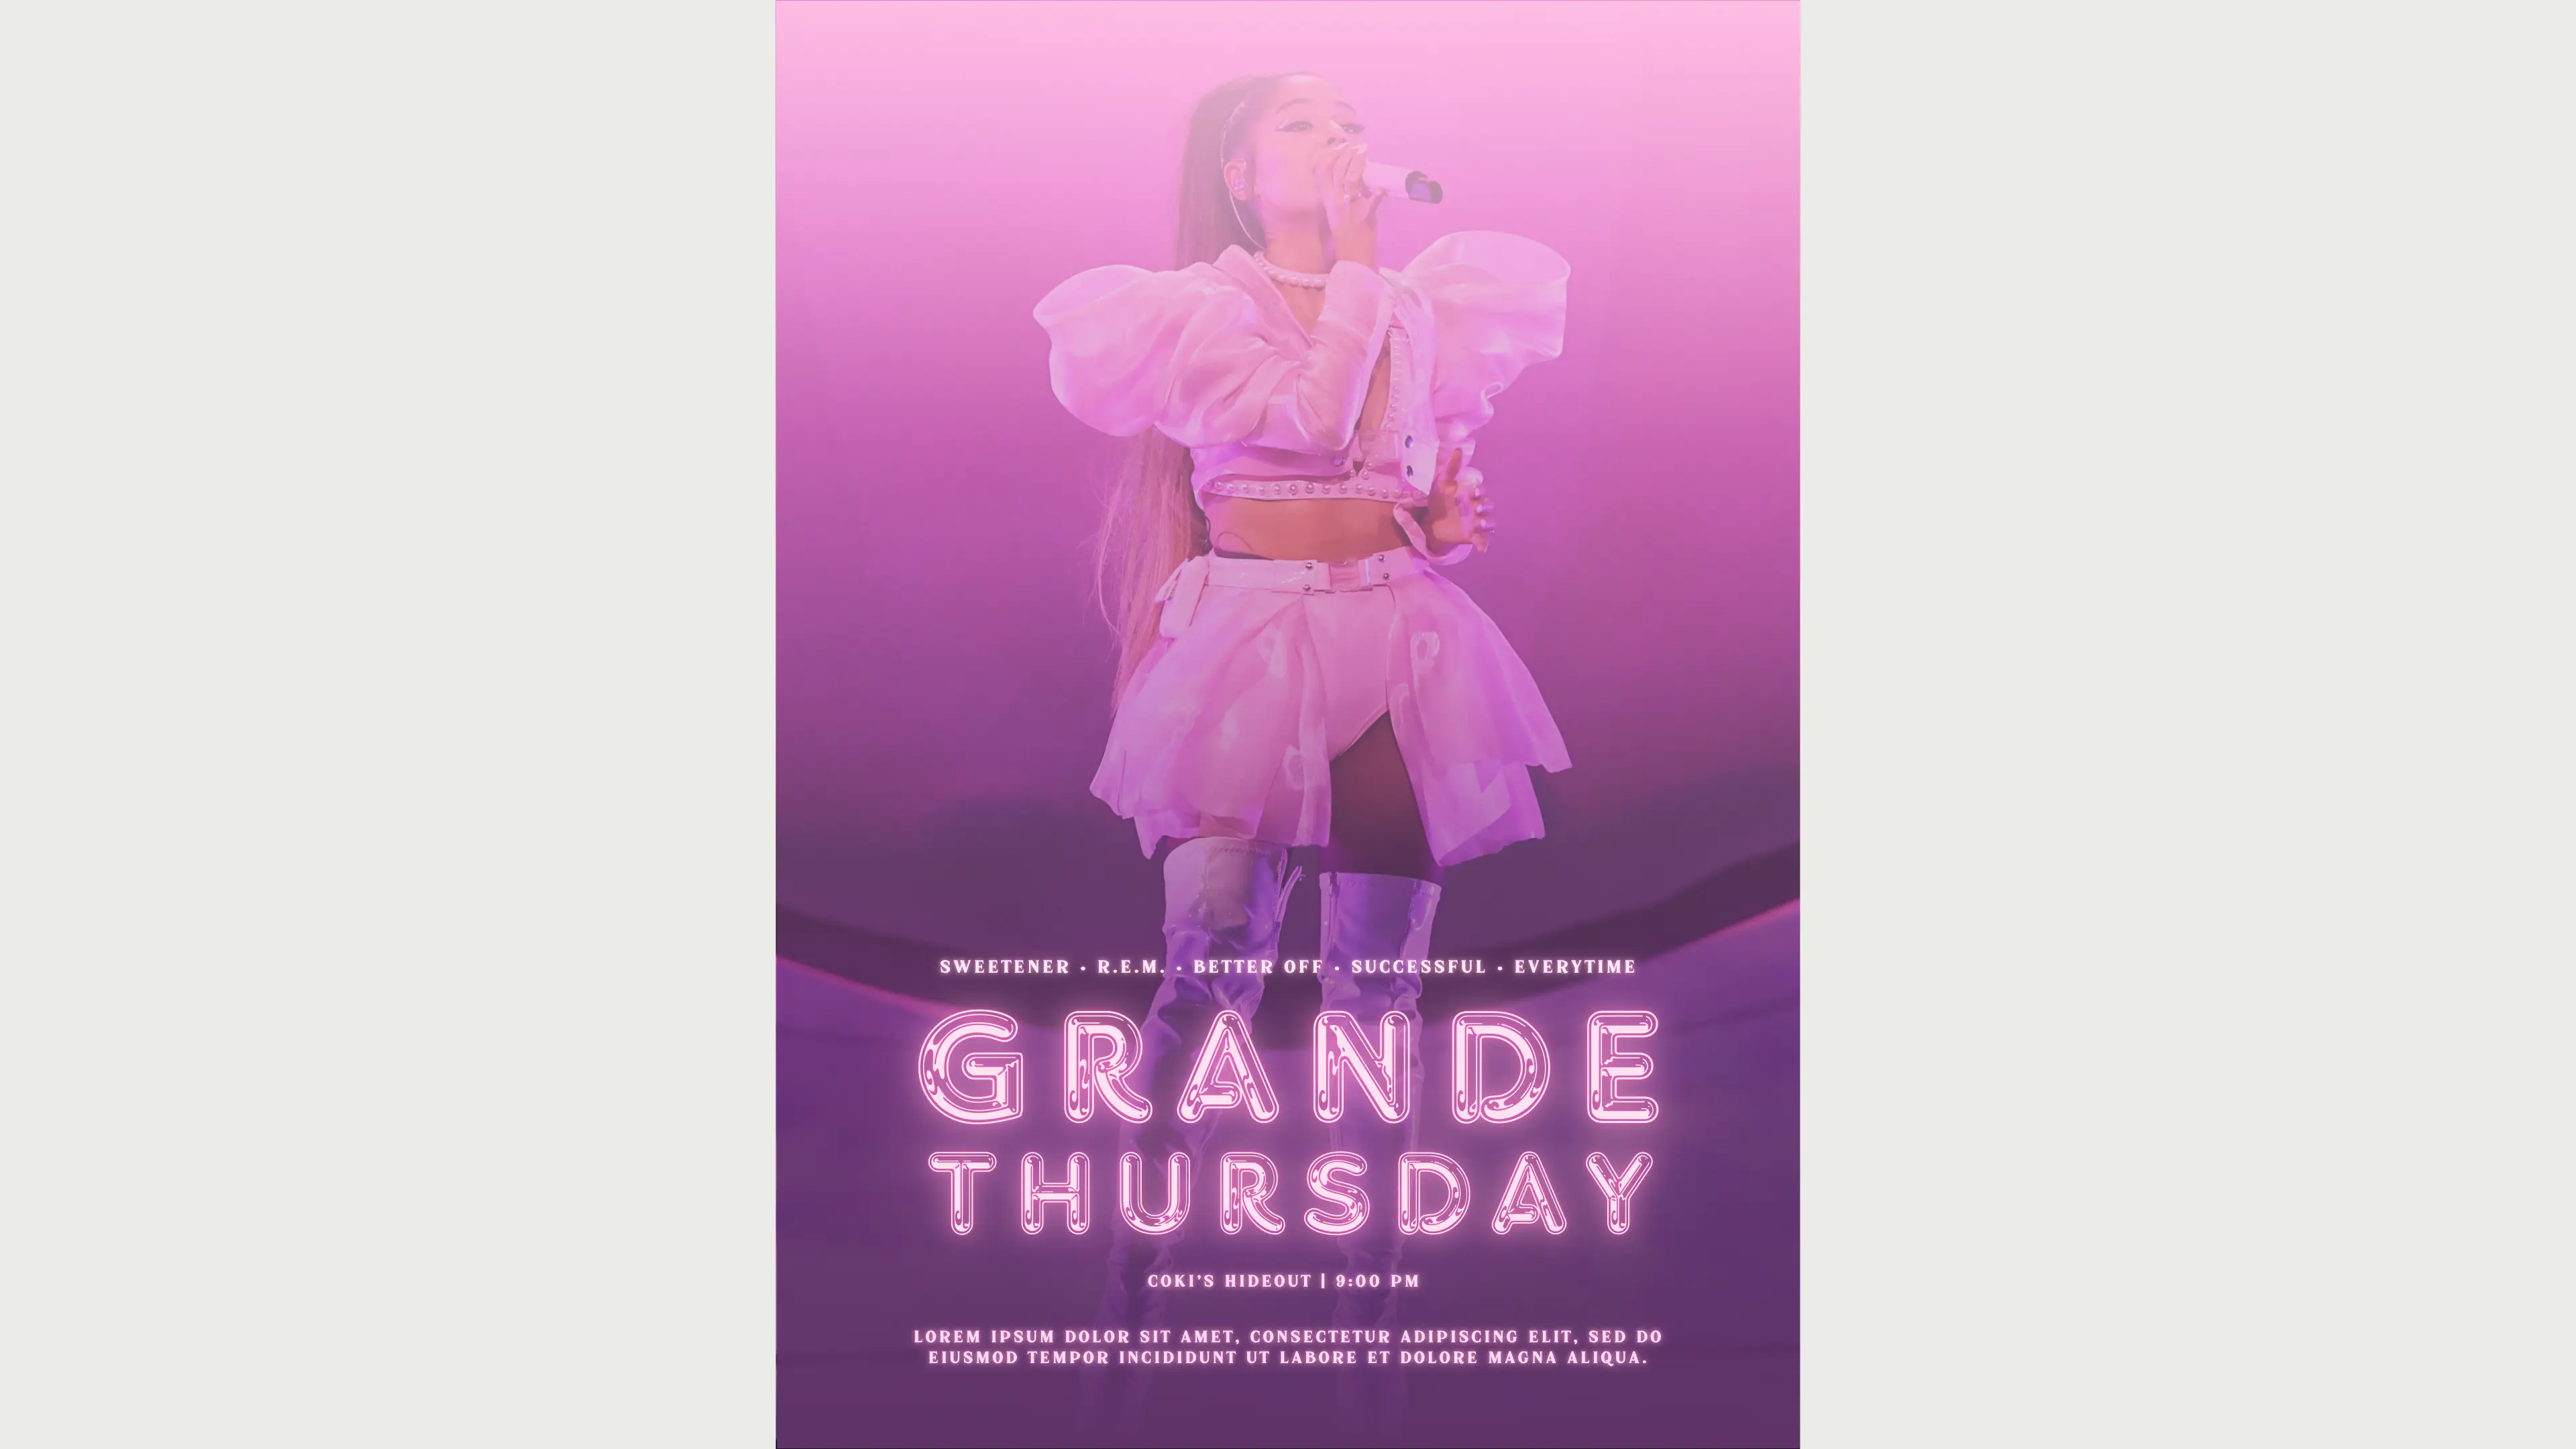 SWEETENER • R.E.M. • BETTER OFF • SUCCESSFUL • EVERYTIME
GRANDE
THURSDAY
COKI'S HIDEOUT | 9:00 PM
LOREM IPSUM DOLOR SIT AMET, CONSECTETUR ADIPISCING ELIT, SED DO
EIUSMOD TEMPOR INCIDIDUNT UT LABORE ET DOLORE MAGNA ALIQUA.